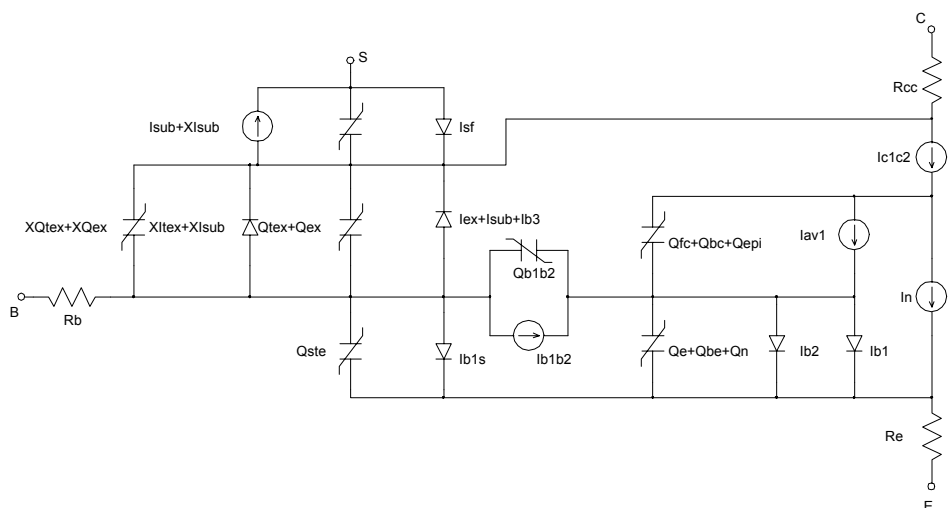 C
S
Rcc
Isub+XIsub
Isf
Ic1c2
XQtex+XQex
XItex+XIsub
Qtex+Qex
Iex+Isub+Ib3
Qfc+Qbc+Qepi
Iav1
Qb1b2
B
Rb
In
Qste
Ib1s
Ib1b2
Qe+Qbe+Qn
Ib2
Ib1
Re
E